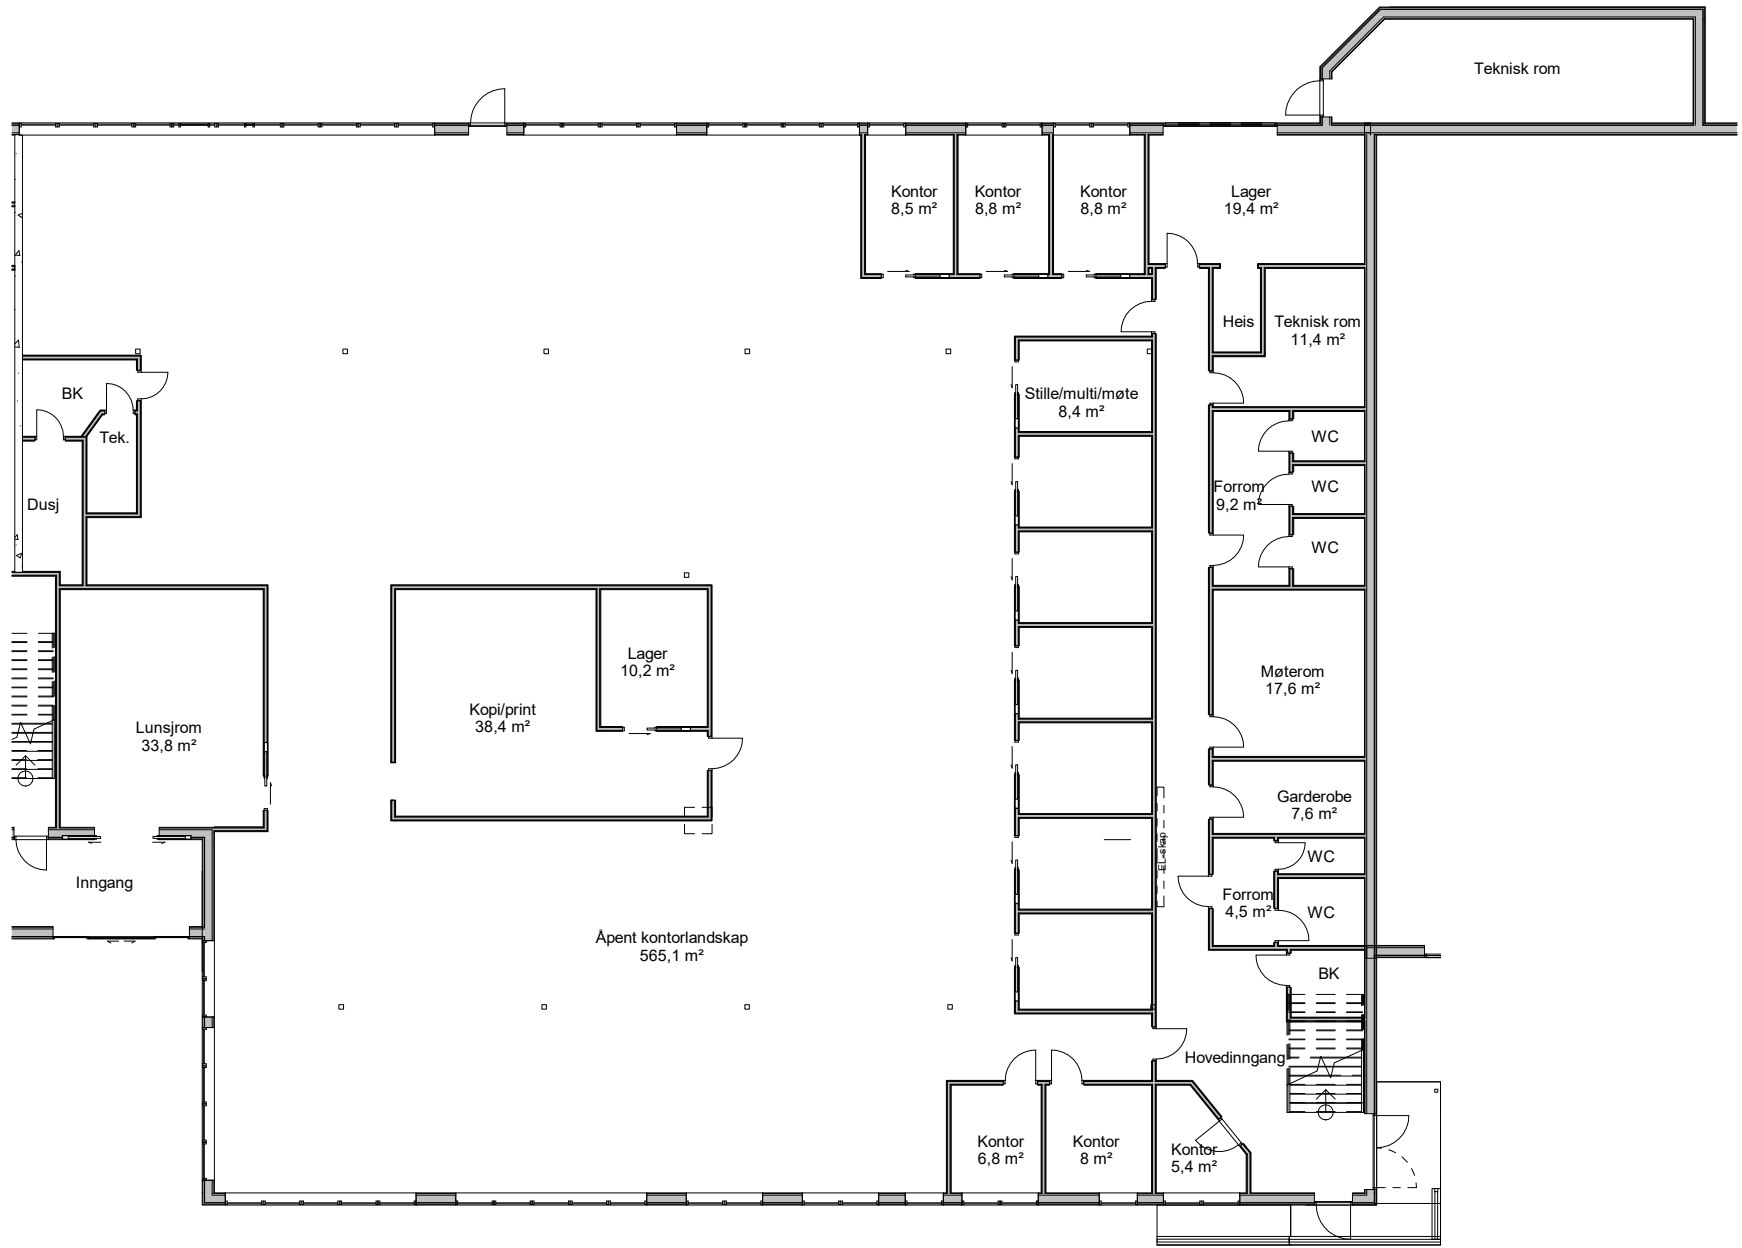 Teknisk rom
Kontor
8,5 m²
Kontor
8,8 m²
Kontor
8,8 m²
Lager
19,4 m²
Heis
Teknisk rom
11,4 m²
BK
Tek.
Dusj
Stille/multi/møte
8,4 m²
WC
Forrom
9,2 m²
WC
WC
Lunsjrom
33,8 m²
Kopi/print
38,4 m²
Lager
10,2 m²
Møterom
17,6 m²
Garderobe
7,6 m²
EL-skap
WC
Inngang
Forrom
4,5 m²
WC
Åpent kontorlandskap
565,1 m²
BK
Hovedinngang
Kontor
6,8 m²
Kontor
8 m²
Kontor
5,4 m²